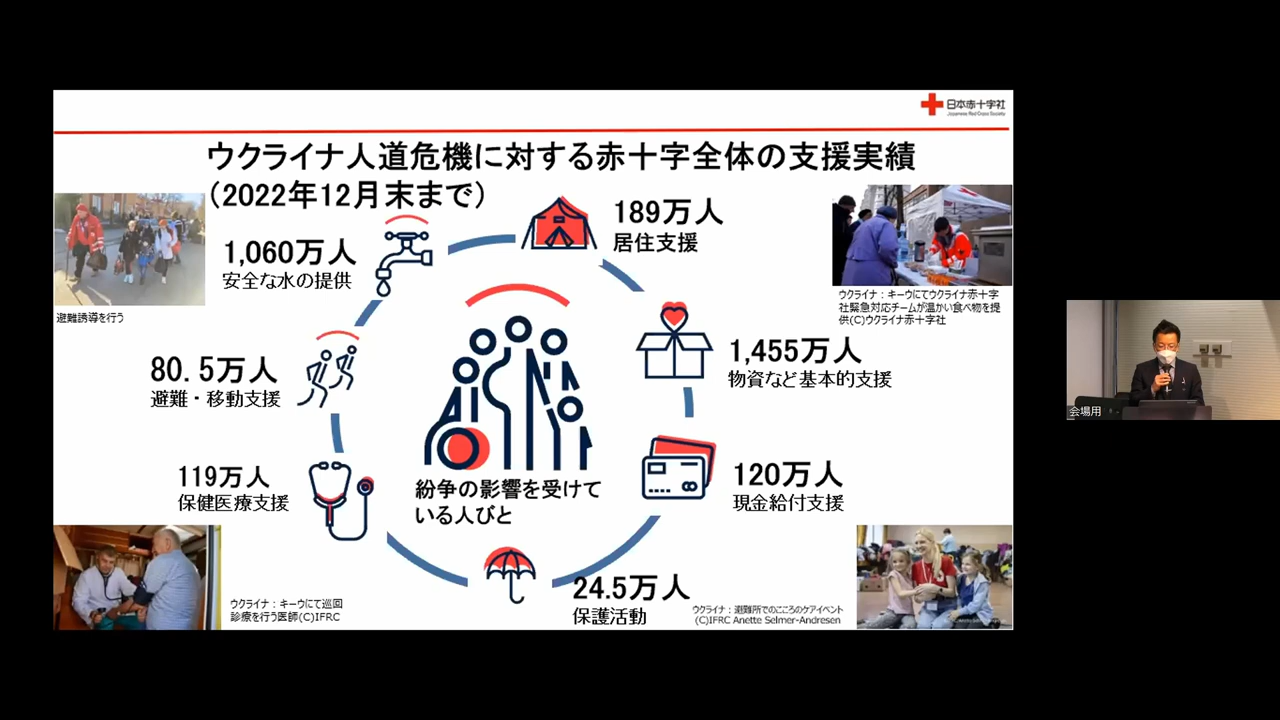 日本赤十字社
Japanese Red Cross Society
ウクライナ人道危機に対する赤十字全体の支援実績
(2022年12月末まで)
189万人
居住支援
1,060万人
安全な水の提供
避難誘導を行う
ウクライナ:キーウにてウクライナ赤十字
社緊急対応チームが温かい食べ物を提
供(C)ウクライナ赤十字社
1,455万人
物資など基本的支援
80.5万人
避難・移動支援
会場用
119万人
保健医療支援
120万人
現金給付支援
紛争の影響を受けて
いる人びと
24.5万人
保護活動
ウクライナ:キーウにて巡回
診療を行う医師(C)IFRC
ウクライナ:避難所でのこころのケアイベント
(C)IFRC Anette Selmer-Andresen